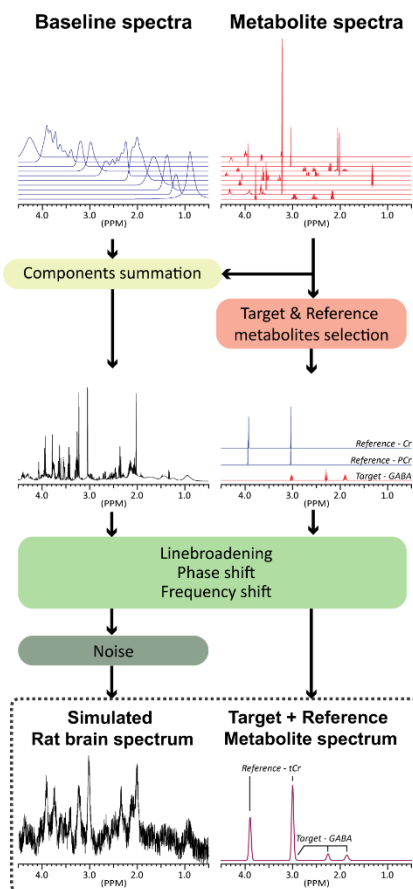 Baseline spectra
Metabolite spectra
4.0 3.0 2.0 1.0
(PPM)
4.0 3.0 2.0 1.0
(PPM)
Components summation
Target & Reference
metabolites selection
Reference - Cr
Reference - PCr
Target - GABA
4.0 3.0 2.0 1.0
(PPM)
4.0 3.0 2.0 1.0
(PPM)
Linebroadening
Phase shift
Frequency shift
Noise
Simulated
Rat brain spectrum
Target + Reference
Metabolite spectrum
Reference - tCr
Target - GABA
4.0 3.0 2.0 1.0
(PPM)
4.0 3.0 2.0 1.0
(PPM)